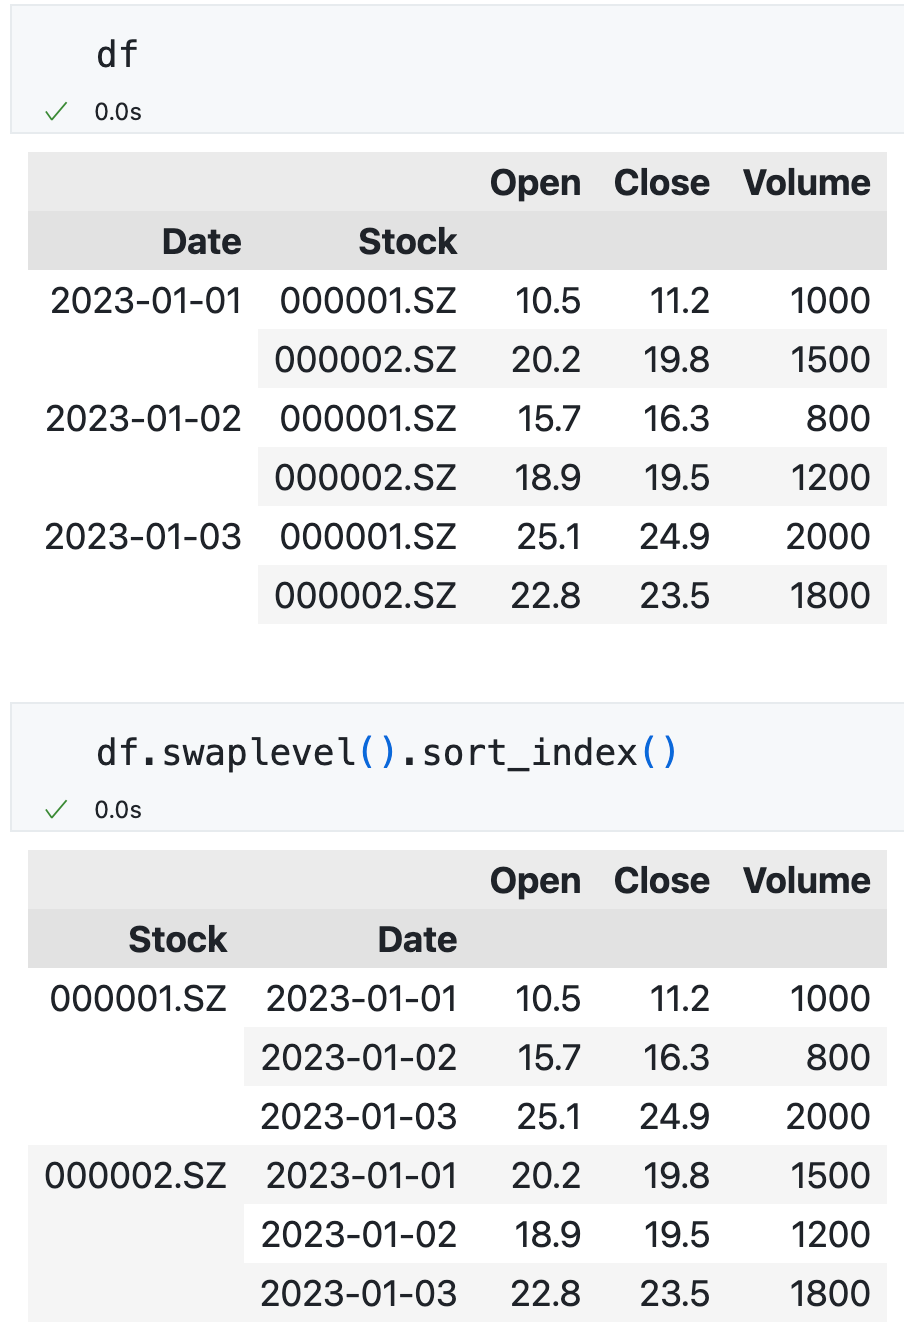 df
0.0s
Open Close Volume
Date Stock
2023-01-01 000001.SZ 10.5 11.2 1000
000002.SZ 20.2 19.8 1500
2023-01-02 000001.SZ 15.7 16.3 800
000002.SZ 18.9 19.5 1200
2023-01-03 000001.SZ 25.1 24.9 2000
000002.SZ 22.8 23.5 1800
df.swaplevel().sort_index()
0.0s
Open Close Volume
Stock Date
000001.SZ 2023-01-01 10.5 11.2 1000
2023-01-02 15.7 16.3 800
2023-01-03 25.1 24.9 2000
000002.SZ 2023-01-01 20.2 19.8 1500
2023-01-02 18.9 19.5 1200
2023-01-03 22.8 23.5 1800